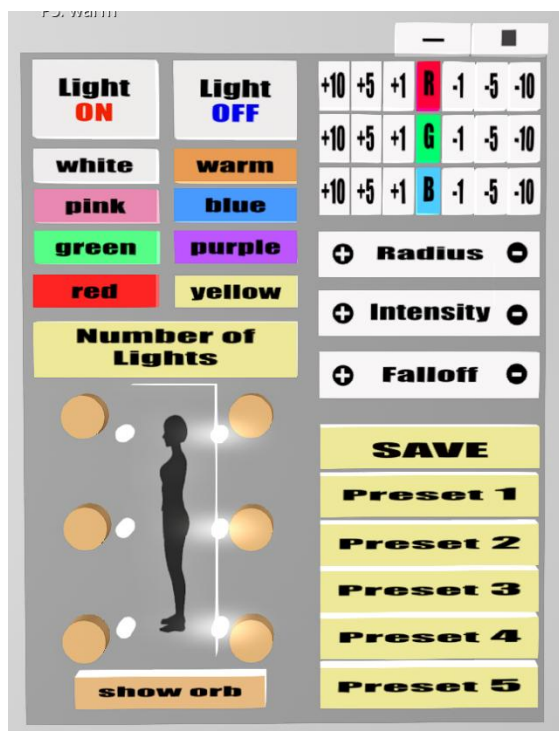 P5: warm
Light
ON
Light
OFF
white
warm
pink
blue
green
purple
red
yellow
Number of
Lights
show orb
+10 +5 +1 R -1 -5 -10
+10 +5 +1 G -1 -5 -10
+10 +5 +1 B -1 -5 -10
Radius
Intensity
Falloff
SAVE
Preset 1
Preset 2
Preset 3
Preset 4
Preset 5